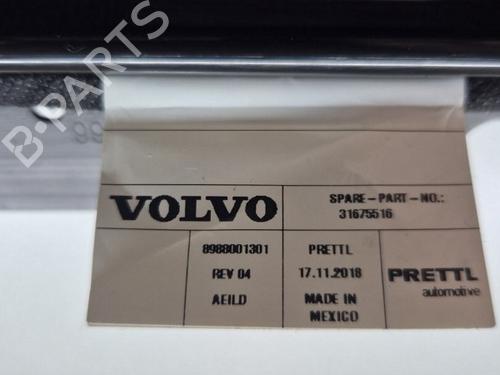 B-PARTS
VOLVO
SPARE-PART-NO.:
31675516
8988001301
REV 04
AEILD
PRETTL
17.11.2018
MADE IN
MEXICO
PRETTL
automotive